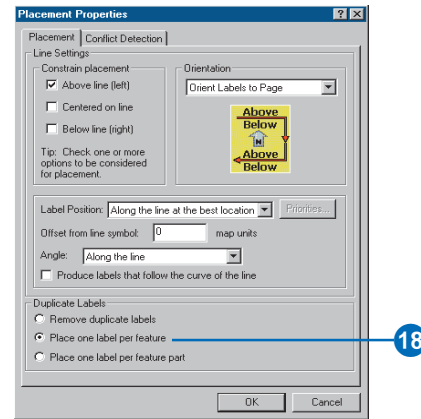 Placement Properties
Placement
Conflict Detection
Line Settings
Constrain placement
Above line (left)
Centered on line
Below line (right)
Tip: Check one or more
options to be considered
for placement.
Orientation
Orient Labels to Page
Above
Below
N
Above
Below
Label Position: Along the line at the best location Priorities...
Offset from line symbol: 0 map units
Angle: Along the line
Produce labels that follow the curve of the line
Duplicate Labels
Remove duplicate labels
Place one label per feature
18
Place one label per feature part
OK Cancel